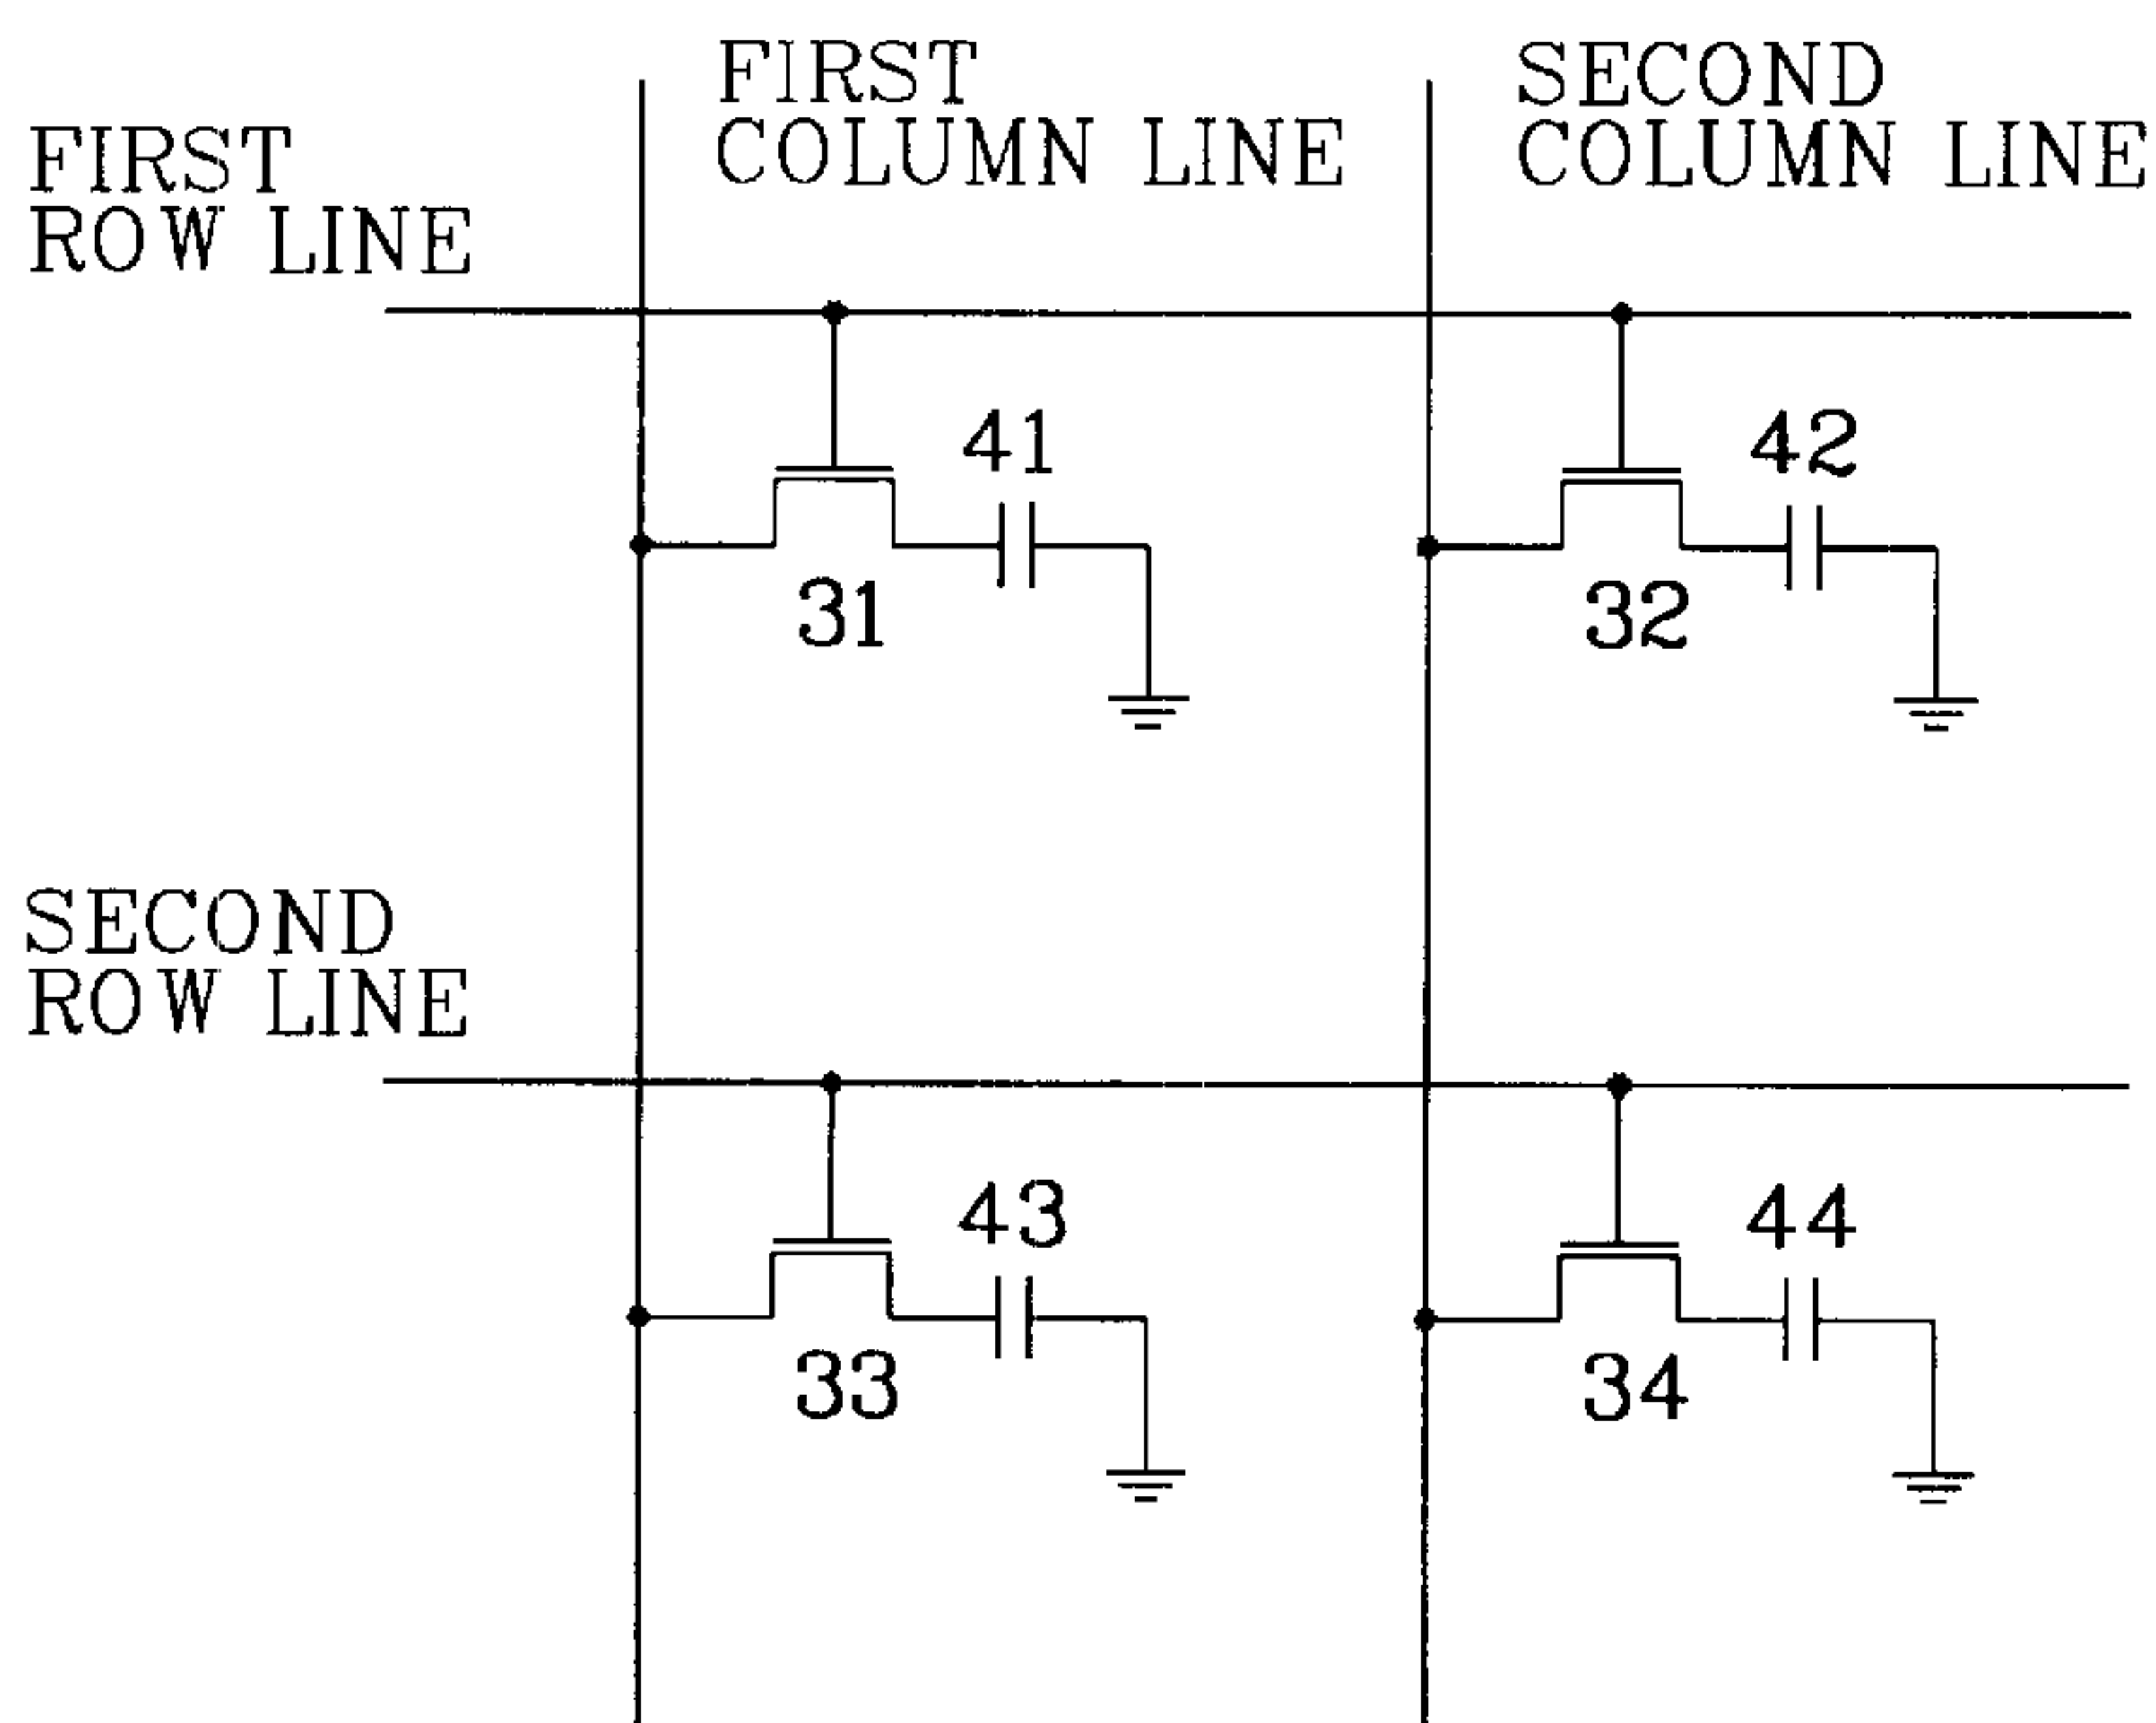 FIRST
COLUMN LINE
SECOND
COLUMN LINE
FIRST
ROW LINE
41
42
31
32
SECOND
ROW LINE
43
44
33
34